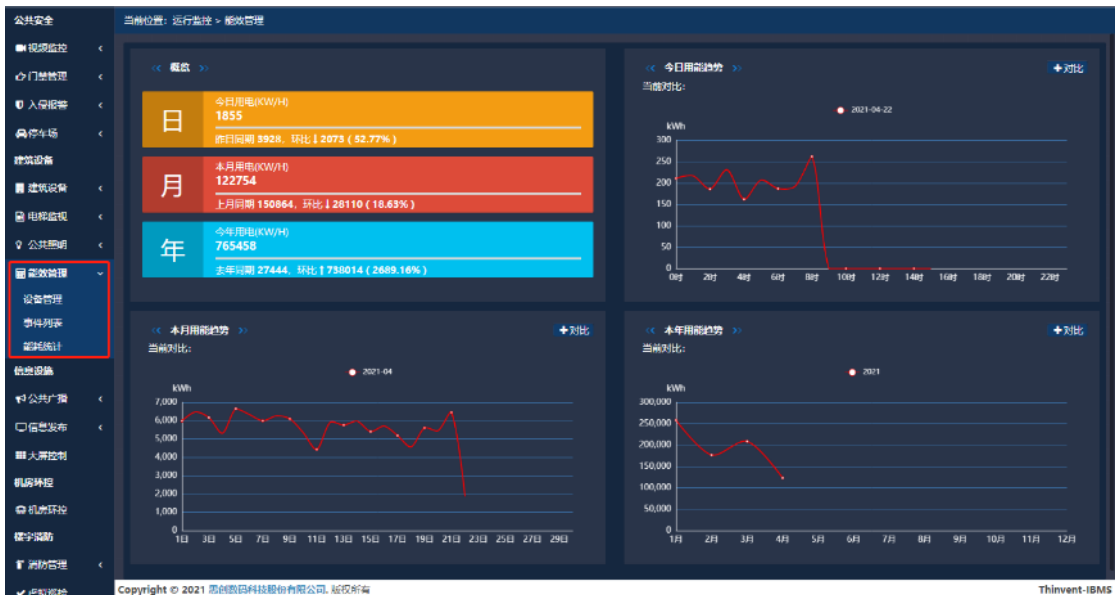 公共安全
视频监控
门禁管理
入侵报警
停车场
建筑设备
建筑设备
电梯监视
公共照明
能效管理
设备管理
事件列表
能耗统计
信息设施
公共广播
信息发布
大屏控制
机房环控
机房环控
楼宇消防
消防管理
虚拟巡检
当前位置：运行监控 > 能效管理
概览
日
今日用电(KW/H)
1855
昨日同期 3928，环比⬇2073 ( 52.77% )
月
本月用电(KW/H)
122754
上月同期 150864，环比⬇28110 ( 18.63% )
年
今年用电(KW/H)
765458
去年同期 27444，环比⬆738014 ( 2689.16% )
今日用能趋势
+对比
当前对比：
2021-04-22
kWh
300
250
200
150
100
50
0
0时 2时 4时 6时 8时 10时 12时 14时 16时 18时 20时 22时
本月用能趋势
+对比
当前对比：
2021-04
kWh
7,000
6,000
5,000
4,000
3,000
2,000
1,000
0
1日 3日 5日 7日 9日 11日 13日 15日 17日 19日 21日 23日 25日 27日 29日
本年用能趋势
+对比
当前对比：
2021
kWh
300,000
250,000
200,000
150,000
100,000
50,000
0
1月 2月 3月 4月 5月 6月 7月 8月 9月 10月 11月 12月
Copyright © 2021 思创数码科技股份有限公司. 版权所有
Thinvent-IBMS